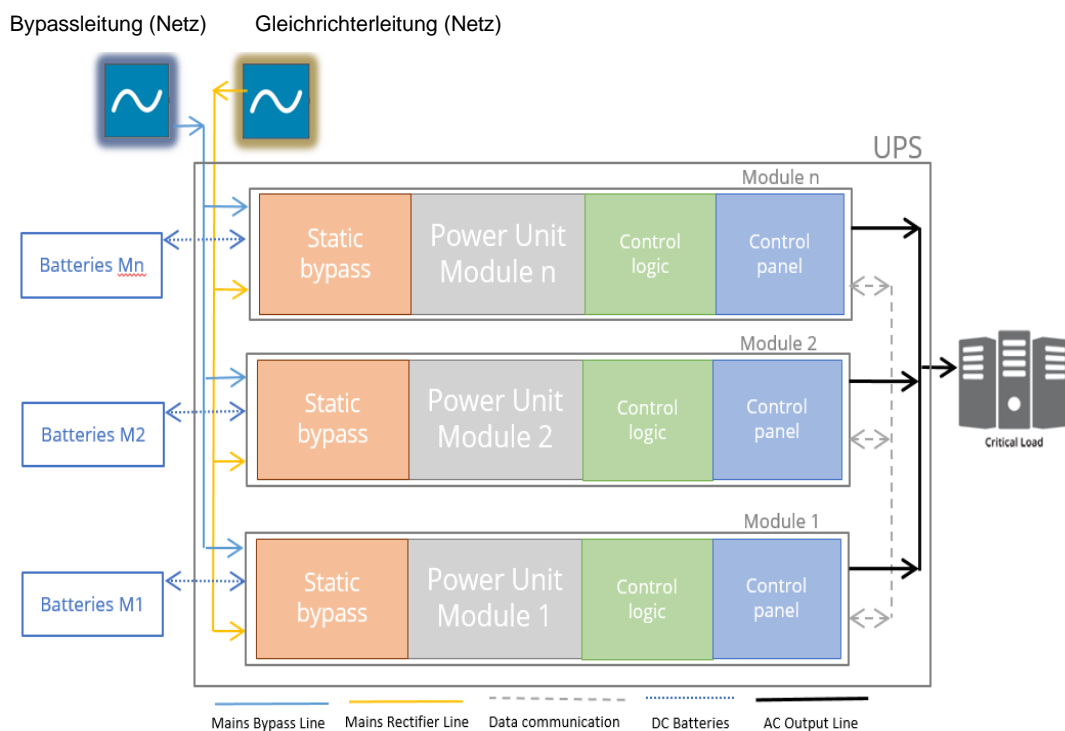 Bypassleitung (Netz)
Gleichrichterleitung (Netz)
UPS
Module n
Static
bypass
Power Unit
Module n
Control
logic
Control
panel
Batteries Mn
Module 2
Static
bypass
Power Unit
Module 2
Control
logic
Control
panel
Batteries M2
Critical Load
Module 1
Static
bypass
Power Unit
Module 1
Control
logic
Control
panel
Batteries M1
Mains Bypass Line
Mains Rectifier Line
Data communication
DC Batteries
AC Output Line